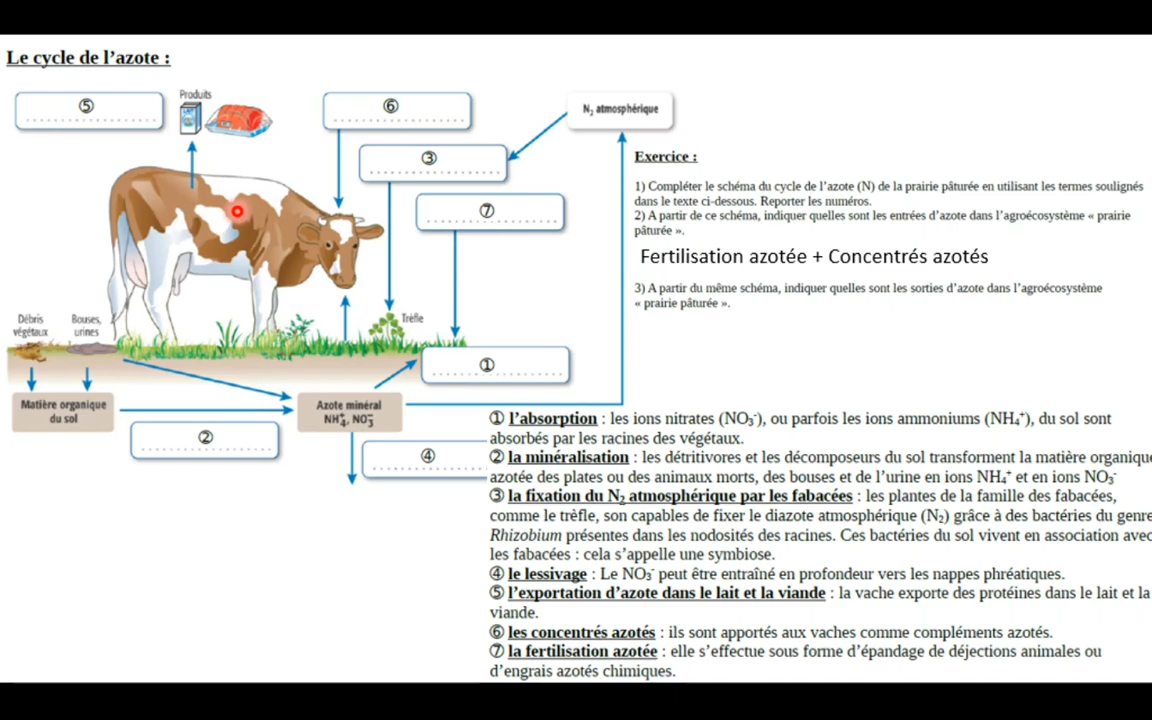 Le cycle de l’azote :
⑤
Produits
⑥
N₂ atmosphérique
③
⑦
Débris
végétaux
Bouses,
urines
Trèfle
①
Matière organique
du sol
Azote minéral
NH₄⁺, NO₃⁻
②
④
Exercice :
1) Compléter le schéma du cycle de l’azote (N) de la prairie pâturée en utilisant les termes soulignés
dans le texte ci-dessous. Reporter les numéros.
2) A partir de ce schéma, indiquer quelles sont les entrées d’azote dans l’agroécosystème « prairie
pâturée ».
Fertilisation azotée + Concentrés azotés
3) A partir du même schéma, indiquer quelles sont les sorties d’azote dans l’agroécosystème
« prairie pâturée ».
① l’absorption : les ions nitrates (NO₃⁻), ou parfois les ions ammoniums (NH₄⁺), du sol sont
absorbés par les racines des végétaux.
② la minéralisation : les détritivores et les décomposeurs du sol transforment la matière organique
azotée des plates ou des animaux morts, des bouses et de l’urine en ions NH₄⁺ et en ions NO₃⁻
③ la fixation du N₂ atmosphérique par les fabacées : les plantes de la famille des fabacées,
comme le trèfle, son capables de fixer le diazote atmosphérique (N₂) grâce à des bactéries du genre
Rhizobium présentes dans les nodosités des racines. Ces bactéries du sol vivent en association avec
les fabacées : cela s’appelle une symbiose.
④ le lessivage : Le NO₃⁻ peut être entraîné en profondeur vers les nappes phréatiques.
⑤ l’exportation d’azote dans le lait et la viande : la vache exporte des protéines dans le lait et la
viande.
⑥ les concentrés azotés : ils sont apportés aux vaches comme compléments azotés.
⑦ la fertilisation azotée : elle s’effectue sous forme d’épandage de déjections animales ou
d’engrais azotés chimiques.